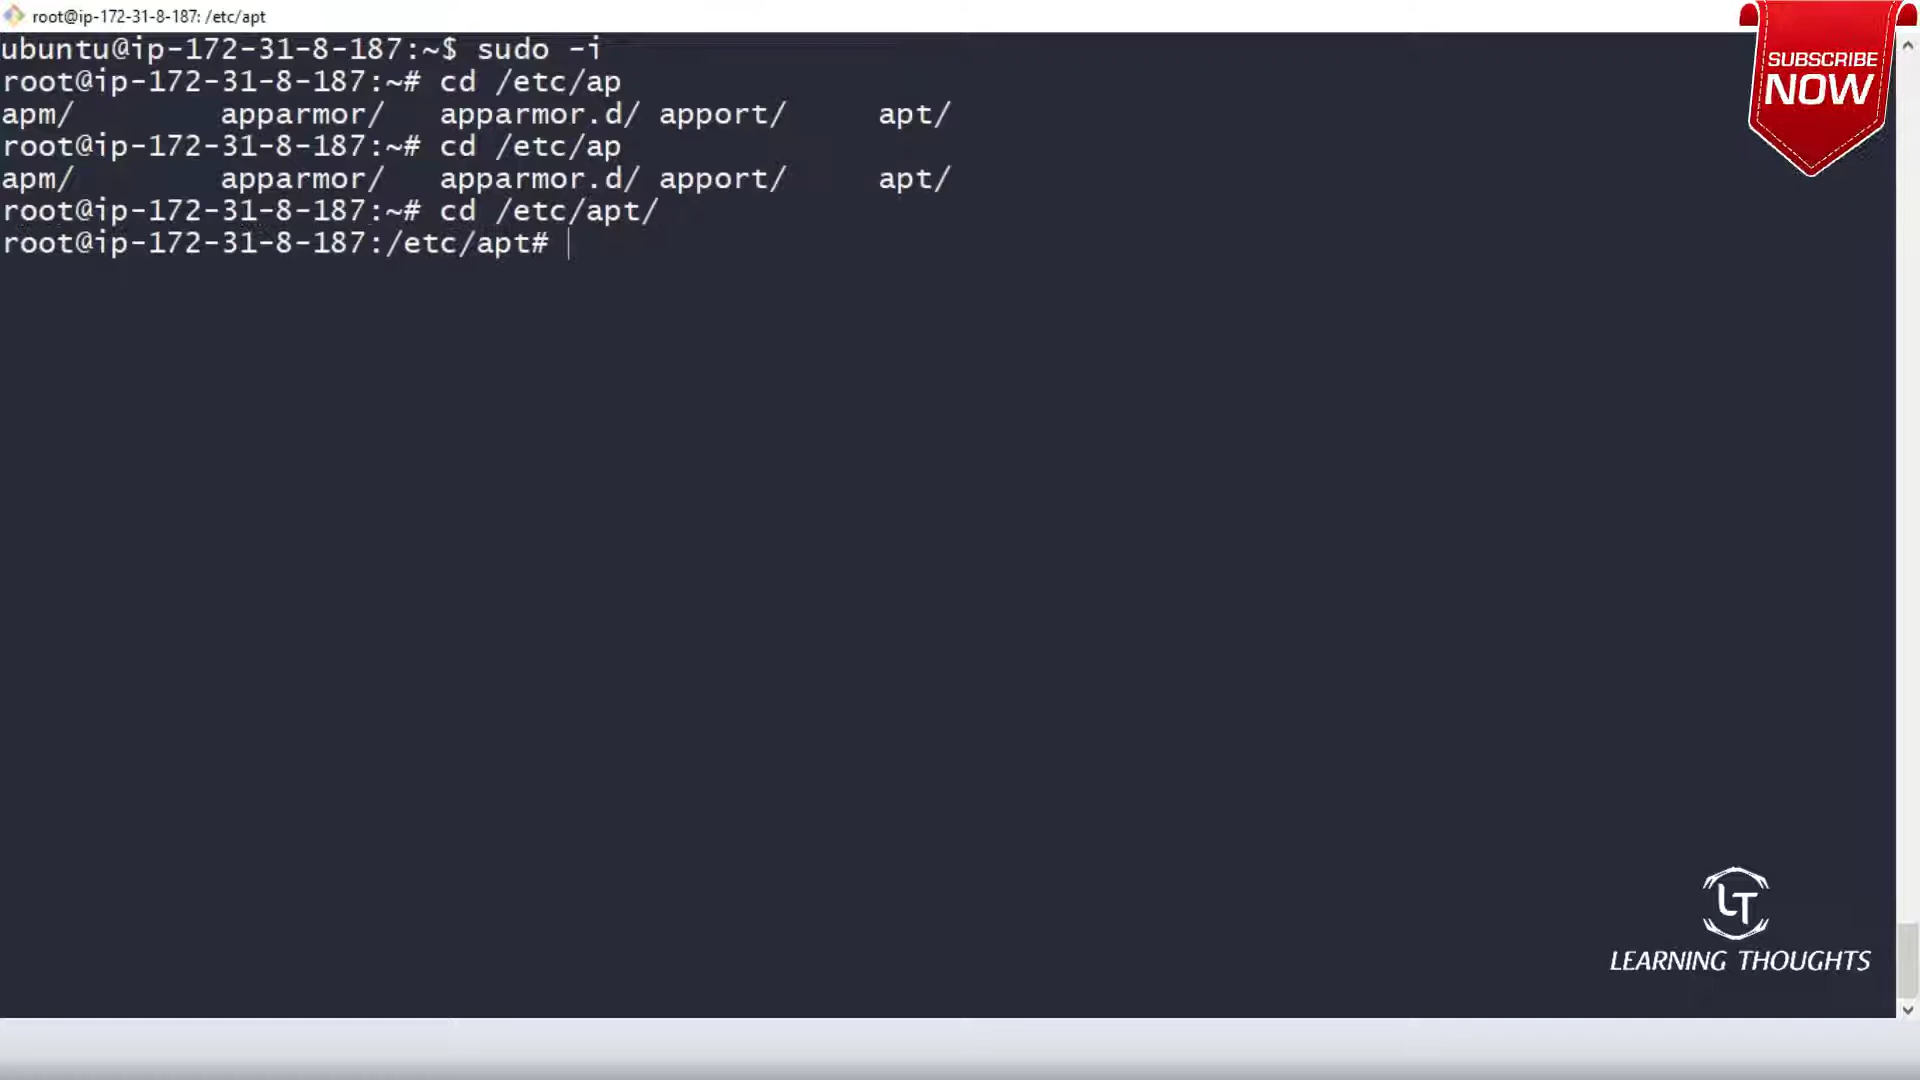 root@ip-172-31-8-187: /etc/apt
ubuntu@ip-172-31-8-187:~$ sudo -i
root@ip-172-31-8-187:~# cd /etc/ap
apm/        apparmor/   apparmor.d/ apport/     apt/
root@ip-172-31-8-187:~# cd /etc/ap
apm/        apparmor/   apparmor.d/ apport/     apt/
root@ip-172-31-8-187:~# cd /etc/apt/
root@ip-172-31-8-187:/etc/apt#
SUBSCRIBE
NOW
LT
LEARNING THOUGHTS